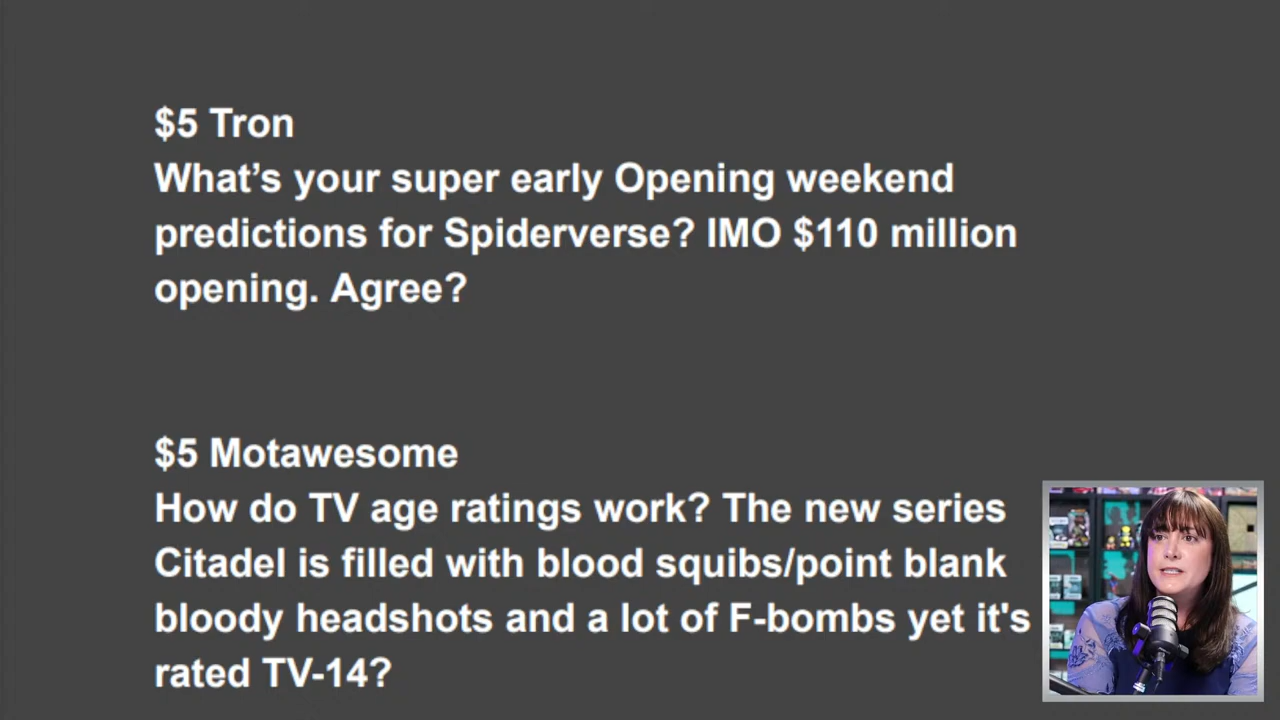 $5 Tron
What’s your super early Opening weekend
predictions for Spiderverse? IMO $110 million
opening. Agree?
$5 Motawesome
How do TV age ratings work? The new series
Citadel is filled with blood squibs/point blank
bloody headshots and a lot of F-bombs yet it's
rated TV-14?